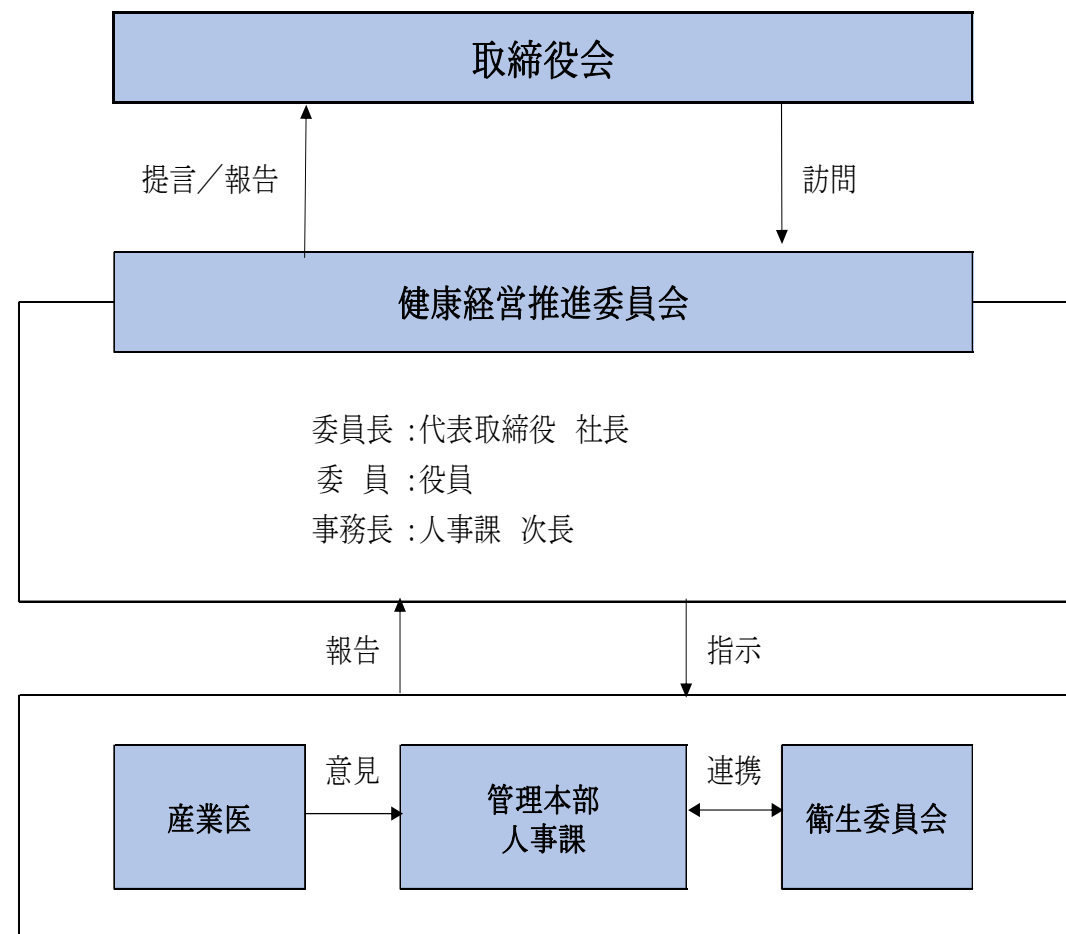 取締役会
提言／報告
訪問
健康経営推進委員会
委員長 :代表取締役 社長
委 員 :役員
事務長 :人事課 次長
報告
指示
産業医
意見
管理本部
人事課
連携
衛生委員会